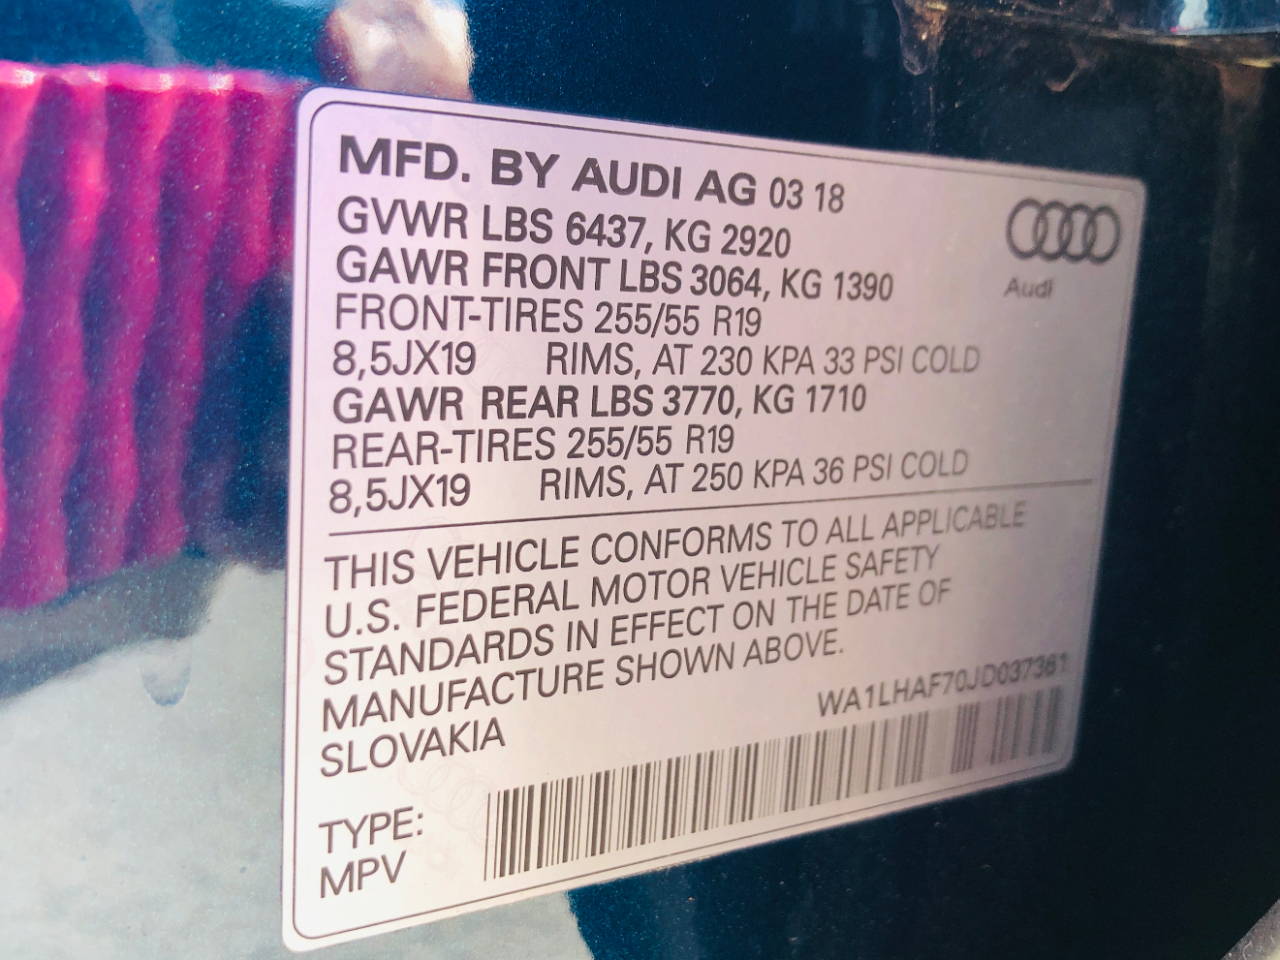 MFD. BY AUDI AG 03 18
GVWR LBS 6437, KG 2920
GAWR FRONT LBS 3064, KG 1390
FRONT-TIRES 255/55 R19
8,5JX19 RIMS, AT 230 KPA 33 PSI COLD
GAWR REAR LBS 3770, KG 1710
REAR-TIRES 255/55 R19
8,5JX19 RIMS, AT 250 KPA 36 PSI COLD
Audi
THIS VEHICLE CONFORMS TO ALL APPLICABLE
U.S. FEDERAL MOTOR VEHICLE SAFETY
STANDARDS IN EFFECT ON THE DATE OF
MANUFACTURE SHOWN ABOVE.
SLOVAKIA
WA1LHAF70JD037361
TYPE:
MPV